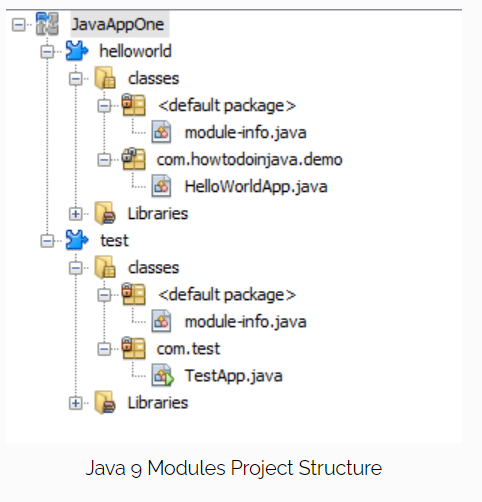 JavaAppOne
helloworld
classes
<default package>
module-info.java
com.howtodoinjava.demo
HelloWorldApp.java
Libraries
test
classes
<default package>
module-info.java
com.test
TestApp.java
Libraries
Java 9 Modules Project Structure